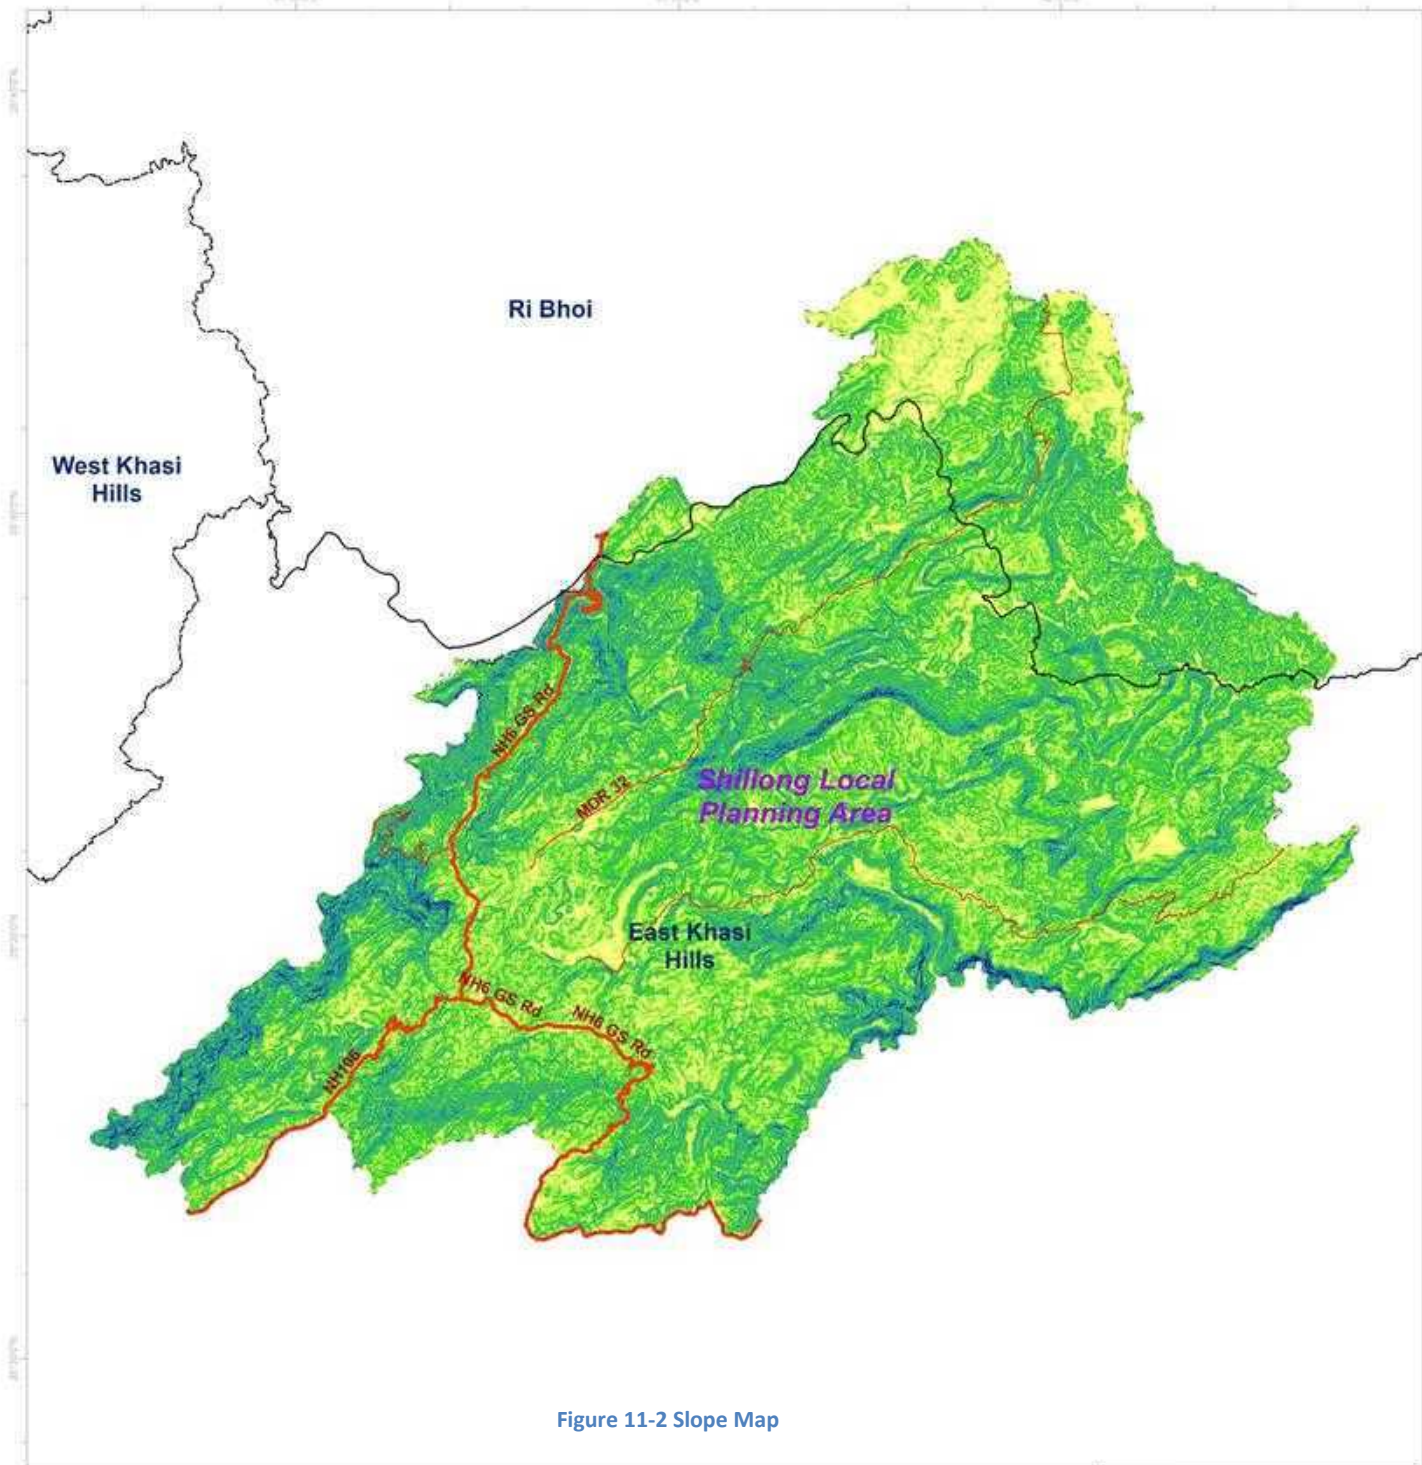 Ri Bhoi
West Khasi
Hills
NH6 GS Rd
MDR 32
Shillong Local
Planning Area
East Khasi
Hills
NH6 GS Rd
NH6 GS Rd
NH106
Figure 11-2 Slope Map